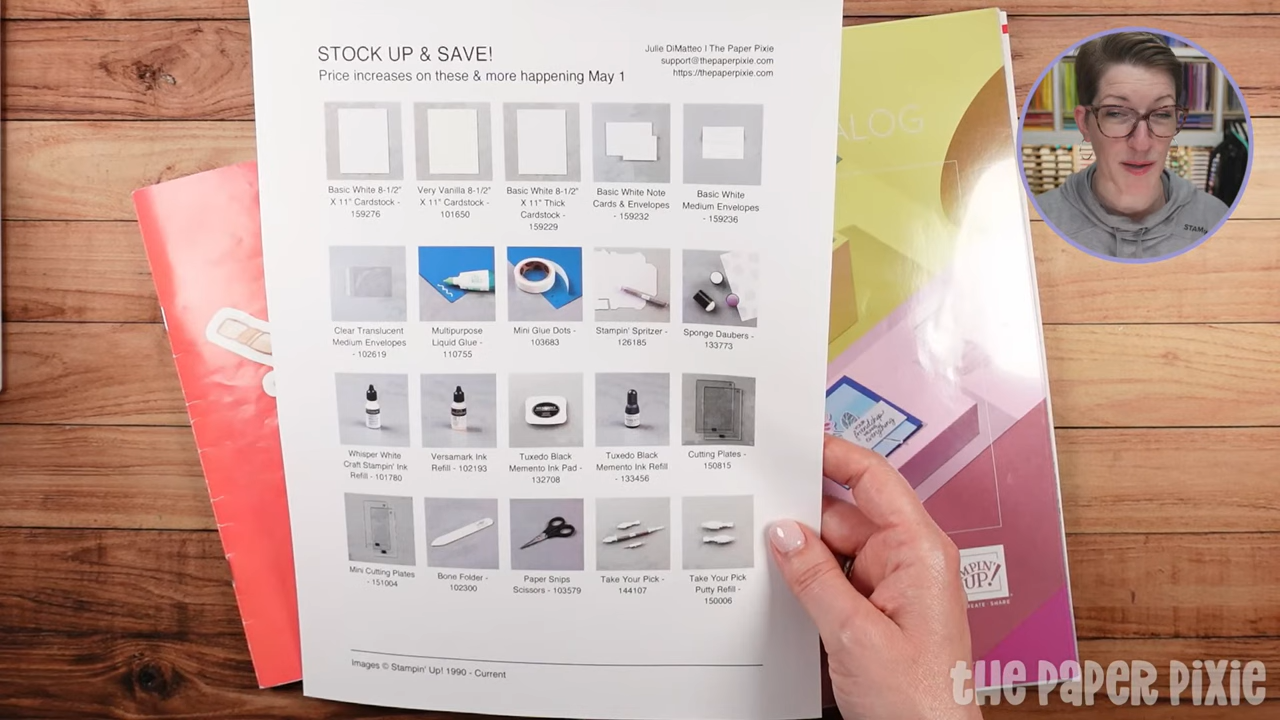 STOCK UP & SAVE!
Price increases on these & more happening May 1
Julie DiMatteo | The Paper Pixie
support@thepaperpixie.com
https://thepaperpixie.com
Basic White 8-1/2"
X 11" Cardstock -
159276
Very Vanilla 8-1/2"
X 11" Cardstock -
101650
Basic White 8-1/2"
X 11" Thick
Cardstock -
159229
Basic White Note
Cards & Envelopes
- 159232
Basic White
Medium Envelopes
- 159236
Clear Translucent
Medium Envelopes
- 102619
Multipurpose
Liquid Glue -
110755
Mini Glue Dots -
103683
Stampin' Spritzer -
126185
Sponge Daubers -
133773
Whisper White
Craft Stampin' Ink
Refill - 101780
Versamark Ink
Refill - 102193
Tuxedo Black
Memento Ink Pad -
132708
Tuxedo Black
Memento Ink Refill
- 133456
Cutting Plates -
150815
Mini Cutting Plates
- 151004
Bone Folder -
102300
Paper Snips
Scissors - 103579
Take Your Pick -
144107
Take Your Pick
Putty Refill -
150006
Images © Stampin' Up! 1990 - Current
ALOG
MPIN'
UP!
CREATE · SHARE
STAM
THE PAPER PIXIE